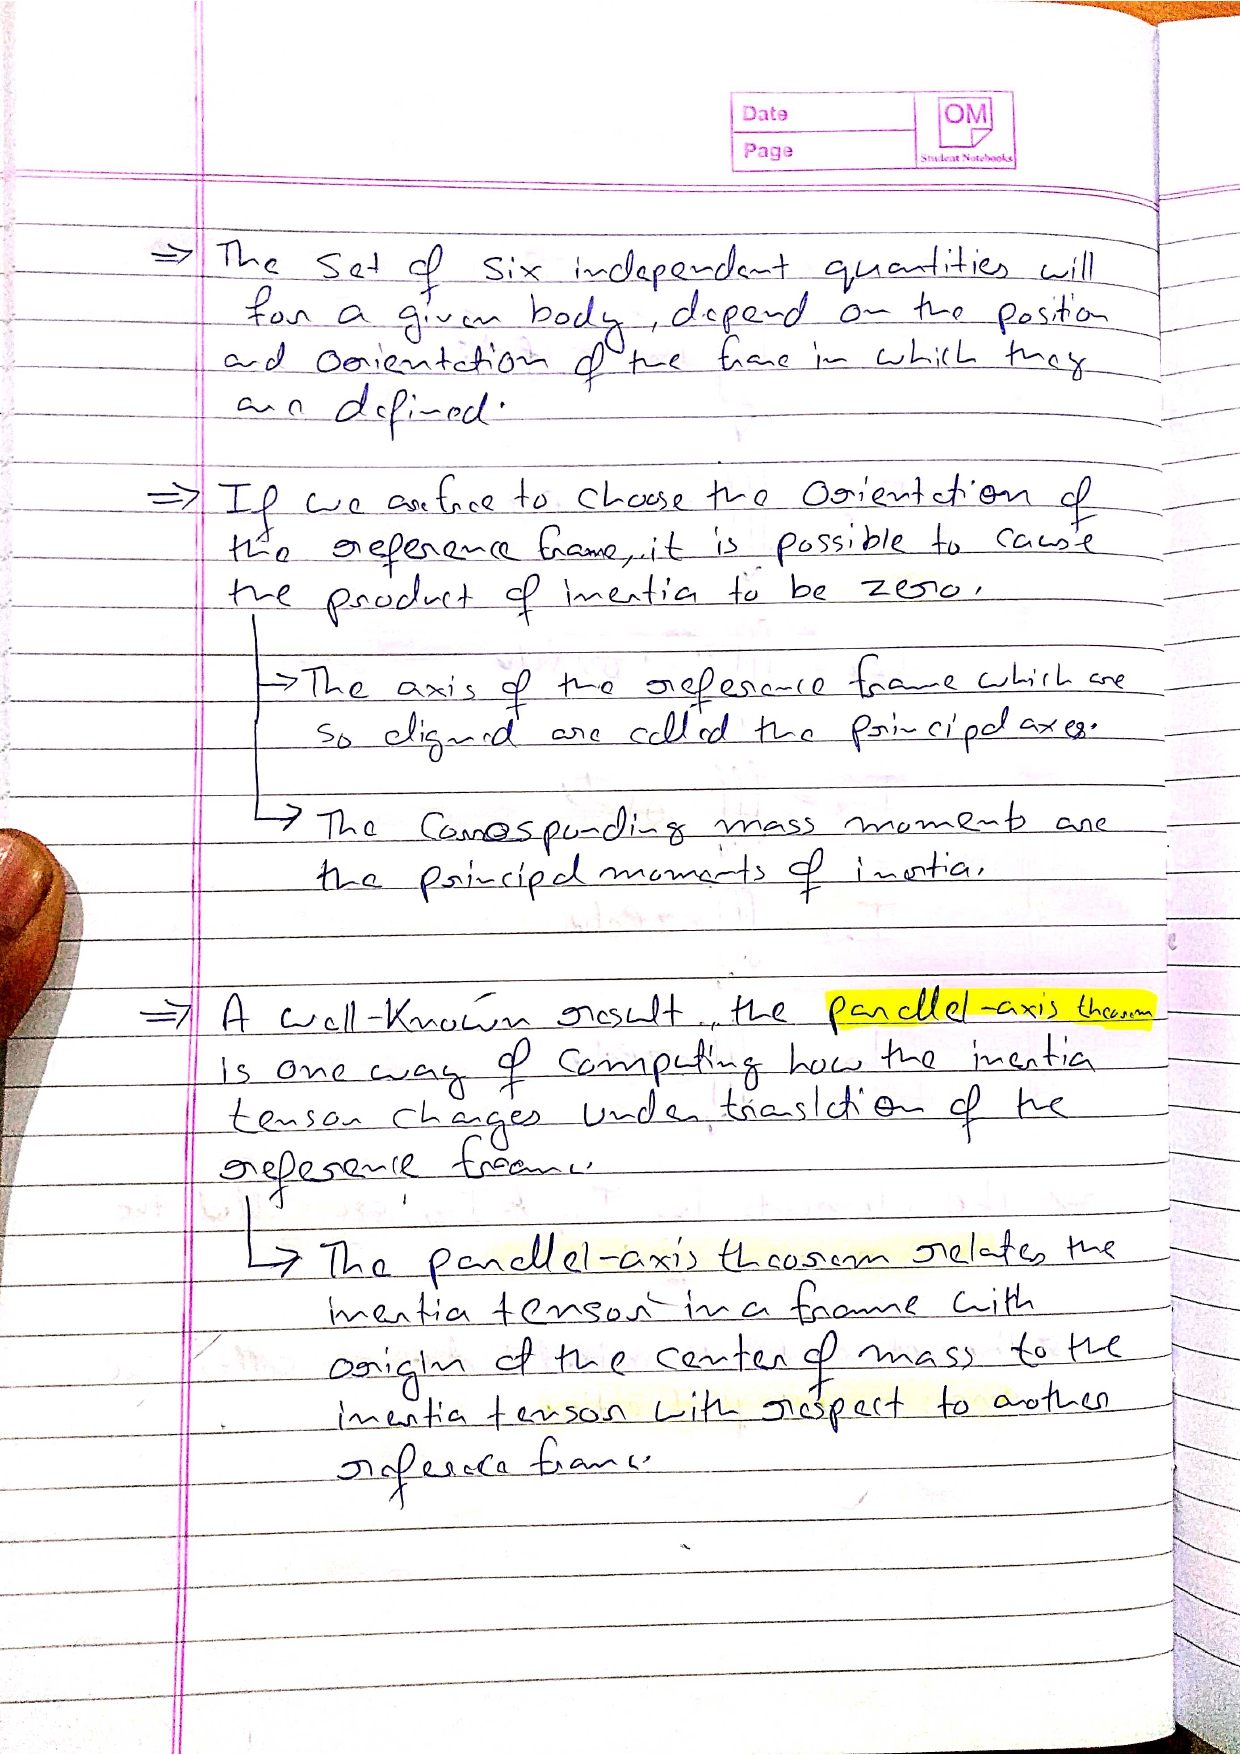 Date
Page
OM
Student Notebooks
⇒ The set of six independent quantities will
for a given body, depend on the position
and orientation of the frame in which they
are defined.
⇒ If we are free to choose the orientation of
the reference frame, it is possible to cause
the product of inertia to be zero.
→ The axis of the reference frame which are
so aligned are called the principal axes.
→ The corresponding mass moments are
the principal moments of inertia.
⇒ A well-known result, the parallel-axis theorem
is one way of computing how the inertia
tensor changes under translation of the
reference frame.
→ The parallel-axis theorem relates the
inertia tensor in a frame with
origin at the center of mass to the
inertia tensor with respect to another
reference frame.